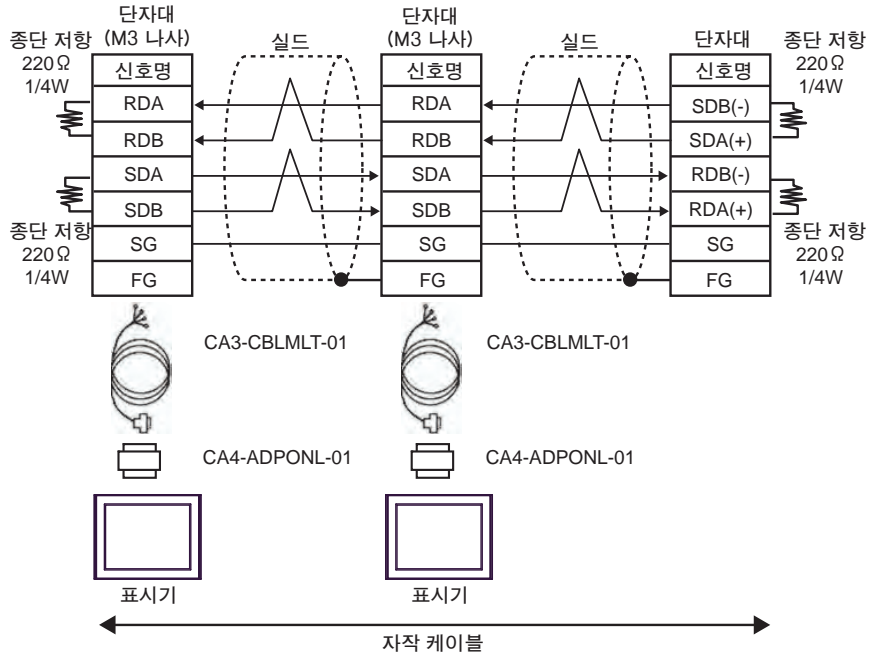 단자대
(M3 나사)
종단 저항
220Ω
1/4W
신호명
RDA
RDB
SDA
SDB
SG
FG
종단 저항
220Ω
1/4W
실드
단자대
(M3 나사)
신호명
RDA
RDB
SDA
SDB
SG
FG
실드
단자대
신호명
SDB(-)
SDA(+)
RDB(-)
RDA(+)
SG
FG
종단 저항
220Ω
1/4W
종단 저항
220Ω
1/4W
CA3-CBLMLT-01
CA3-CBLMLT-01
CA4-ADPONL-01
CA4-ADPONL-01
표시기
표시기
자작 케이블